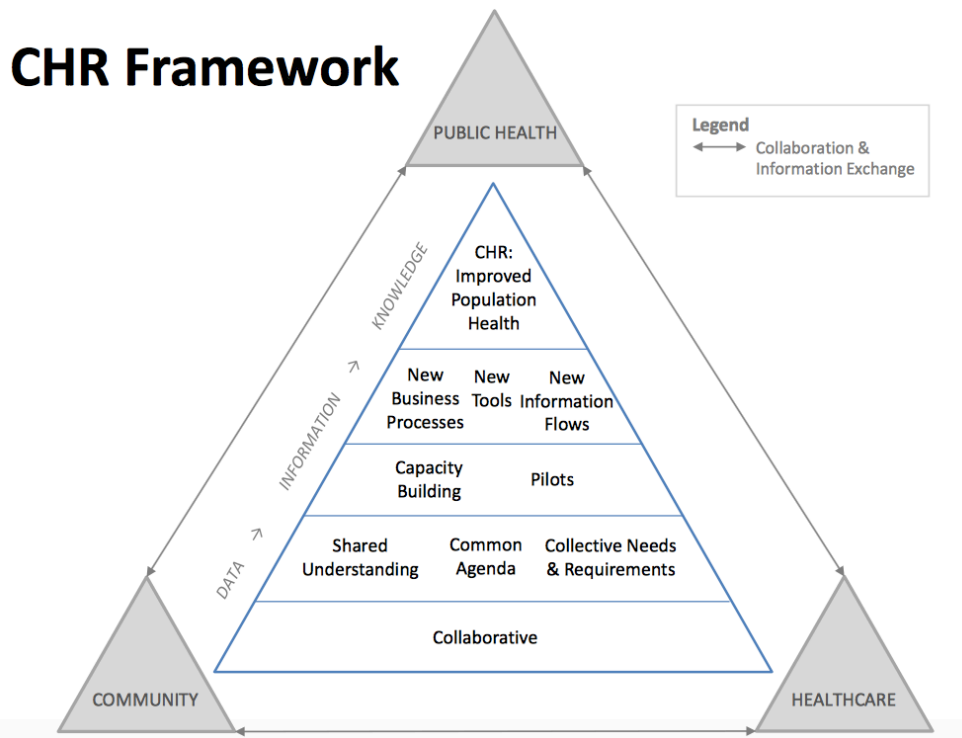 CHR Framework
PUBLIC HEALTH
Legend
Collaboration &
Information Exchange
KNOWLEDGE
CHR:
Improved
Population
Health
INFORMATION
New
Business
Processes
New
Tools
New
Information
Flows
Capacity
Building
Pilots
DATA
Shared
Understanding
Common
Agenda
Collective Needs
& Requirements
Collaborative
COMMUNITY
HEALTHCARE